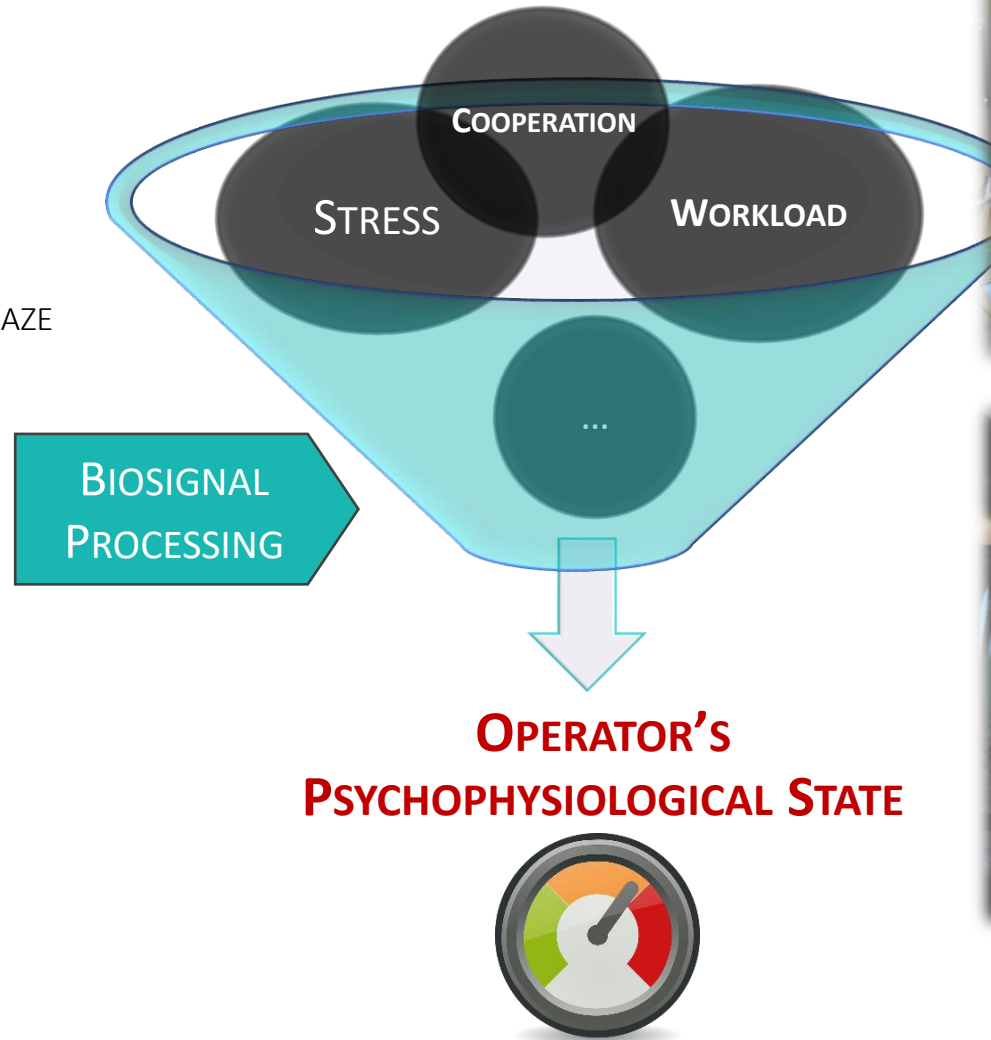 COOPERATION
STRESS
WORKLOAD
AZE
...
BIOSIGNAL
PROCESSING
OPERATOR’S
PSYCHOPHYSIOLOGICAL STATE